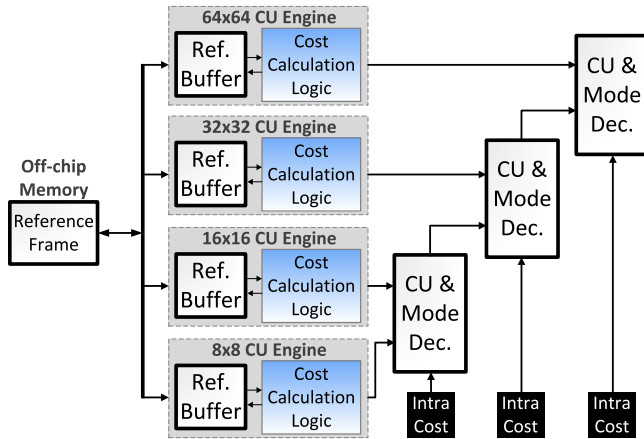 64x64 CU Engine
Ref.
Buffer
Cost
Calculation
Logic
CU &
Mode
Dec.
32x32 CU Engine
Ref.
Buffer
Cost
Calculation
Logic
CU &
Mode
Dec.
Off-chip
Memory
Reference
Frame
16x16 CU Engine
Ref.
Buffer
Cost
Calculation
Logic
CU &
Mode
Dec.
8x8 CU Engine
Ref.
Buffer
Cost
Calculation
Logic
Intra
Cost
Intra
Cost
Intra
Cost